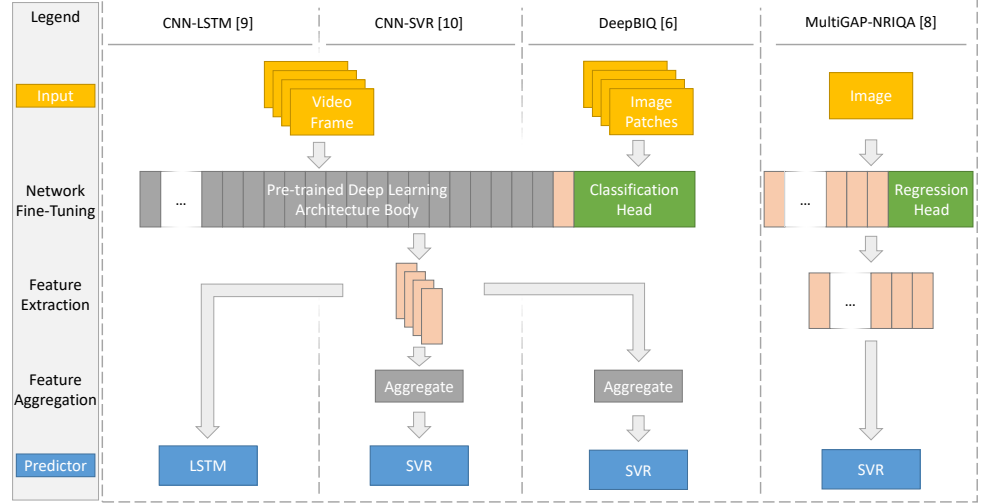 Legend
CNN-LSTM [9]
CNN-SVR [10]
DeepBIQ [6]
MultiGAP-NRIQA [8]
Input
Video
Frame
Image
Patches
Image
Network
Fine-Tuning
...
Pre-trained Deep Learning
Architecture Body
Classification
Head
...
Regression
Head
Feature
Extraction
...
Feature
Aggregation
Aggregate
Aggregate
Predictor
LSTM
SVR
SVR
SVR